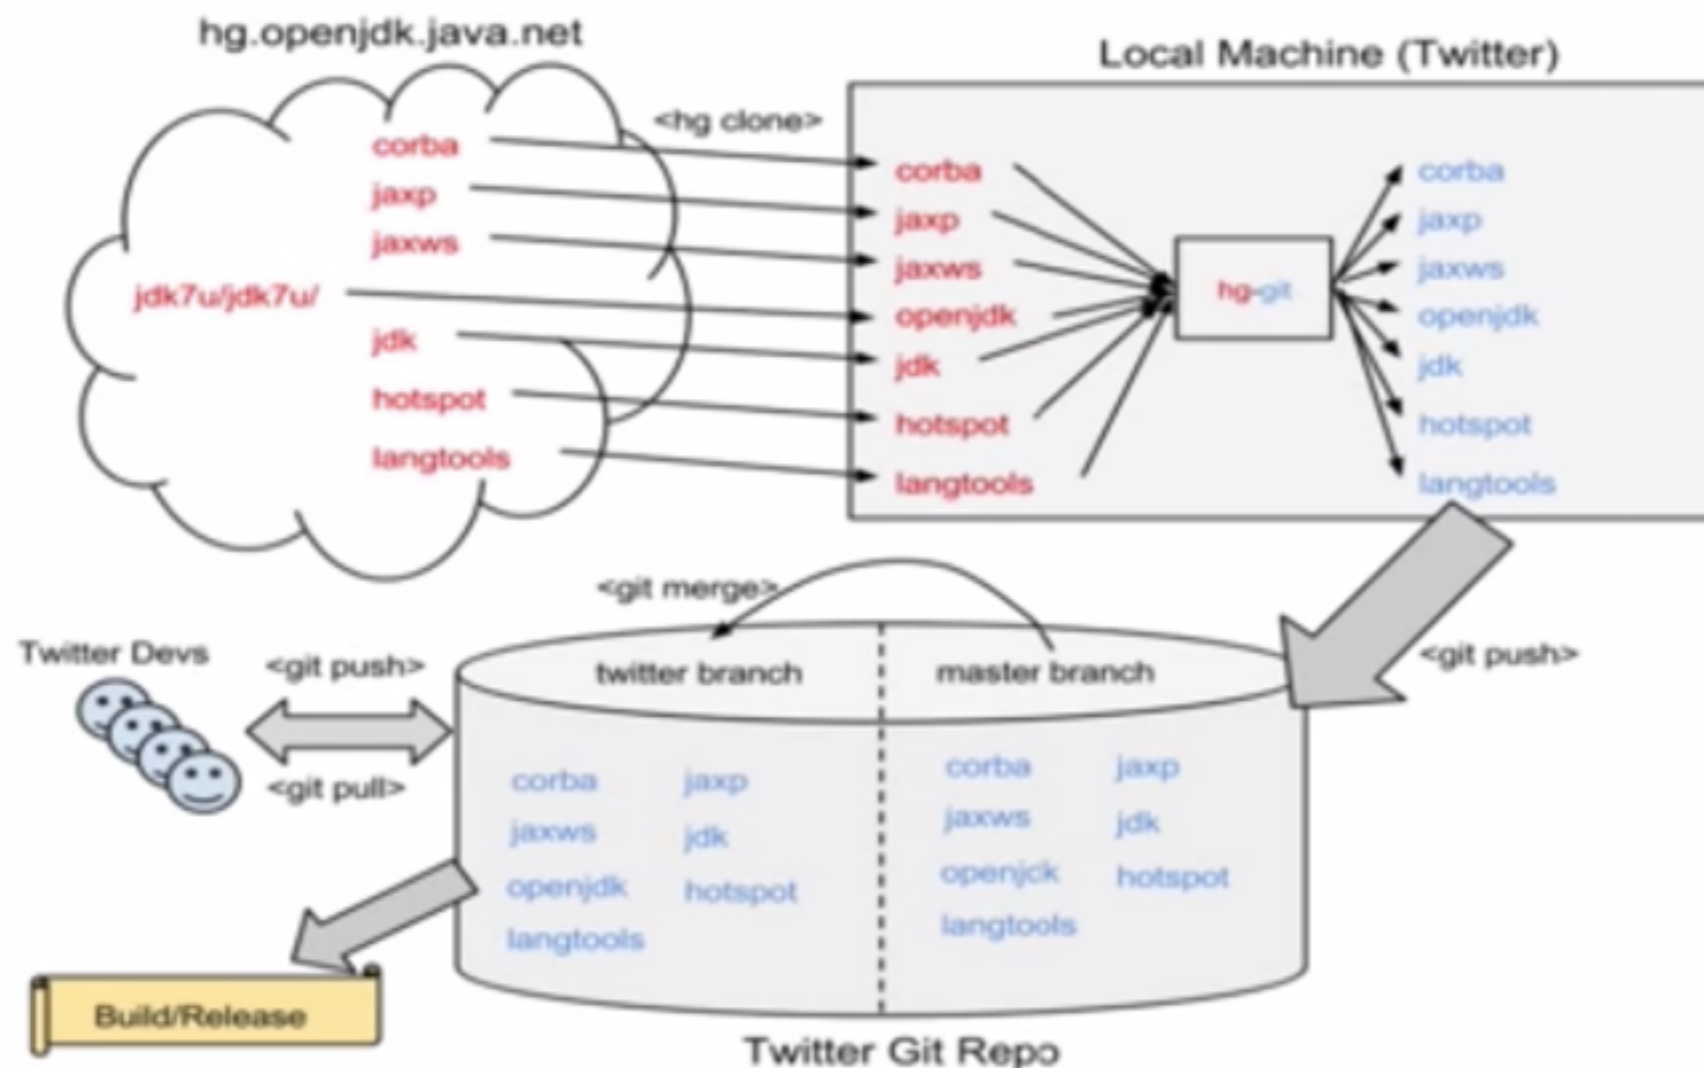 hg.openjdk.java.net
Local Machine (Twitter)
<hg clone>
corba
jaxp
jaxws
jdk7u/jdk7u/
jdk
hotspot
langtools
corba
jaxp
jaxws
openjdk
jdk
hotspot
langtools
hg-git
corba
jaxp
jaxws
openjdk
jdk
hotspot
langtools
<git merge>
<git push>
Twitter Devs
<git push>
<git pull>
twitter branch
master branch
corba jaxp
jaxws jdk
openjdk hotspot
langtools
corba jaxp
jaxws jdk
openjck hotspot
langtools
Build/Release
Twitter Git Repo